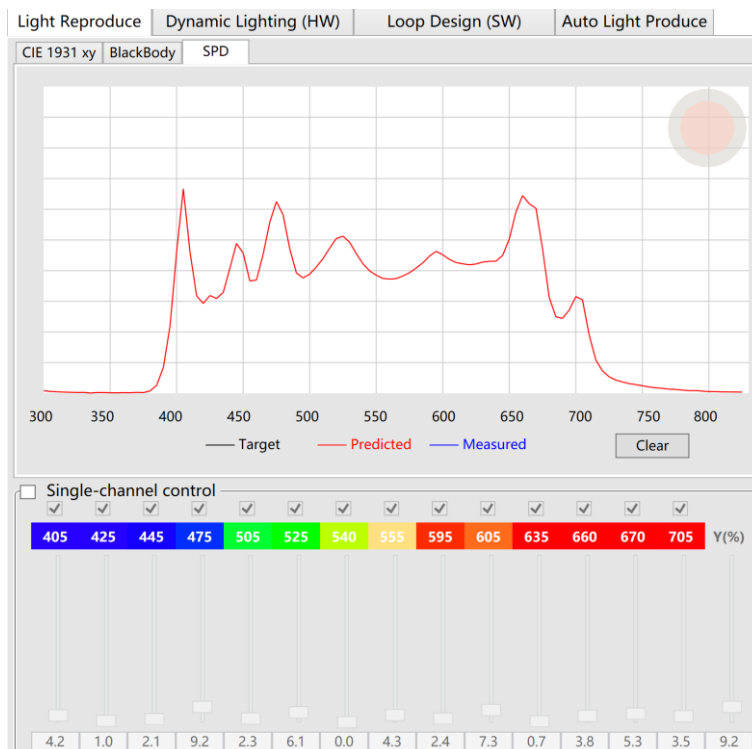 Light Reproduce Dynamic Lighting (HW) Loop Design (SW) Auto Light Produce
CIE 1931 xy BlackBody SPD
300 350 400 450 500 550 600 650 700 750 800
Target Predicted Measured Clear
Single-channel control
405 425 445 475 505 525 540 555 595 605 635 660 670 705 Y(%)
4.2 1.0 2.1 9.2 2.3 6.1 0.0 4.3 2.4 7.3 0.7 3.8 5.3 3.5 9.2